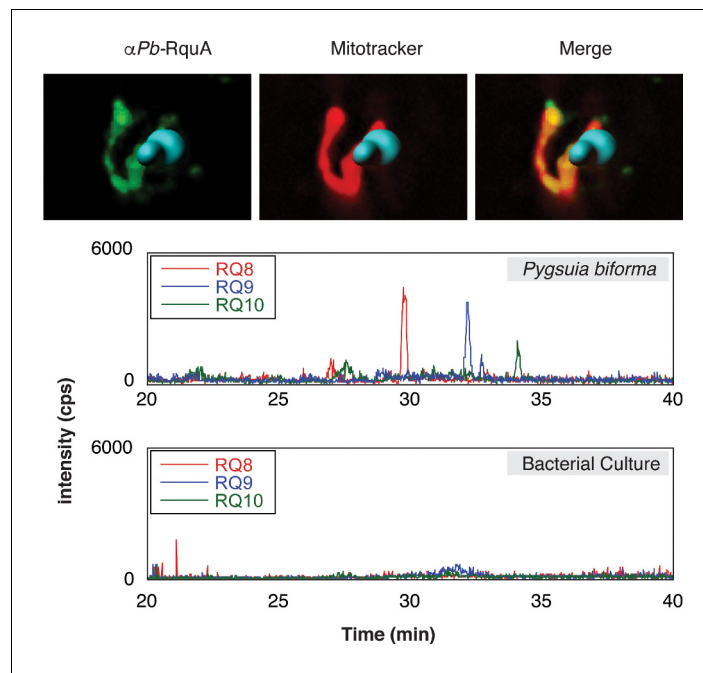 αPb-RquA Mitotracker Merge
6000
RQ8
RQ9
RQ10
Pygsuia biforma
0
20 25 30 35 40
intensity (cps)
6000
RQ8
RQ9
RQ10
Bacterial Culture
0
20 25 30 35 40
Time (min)